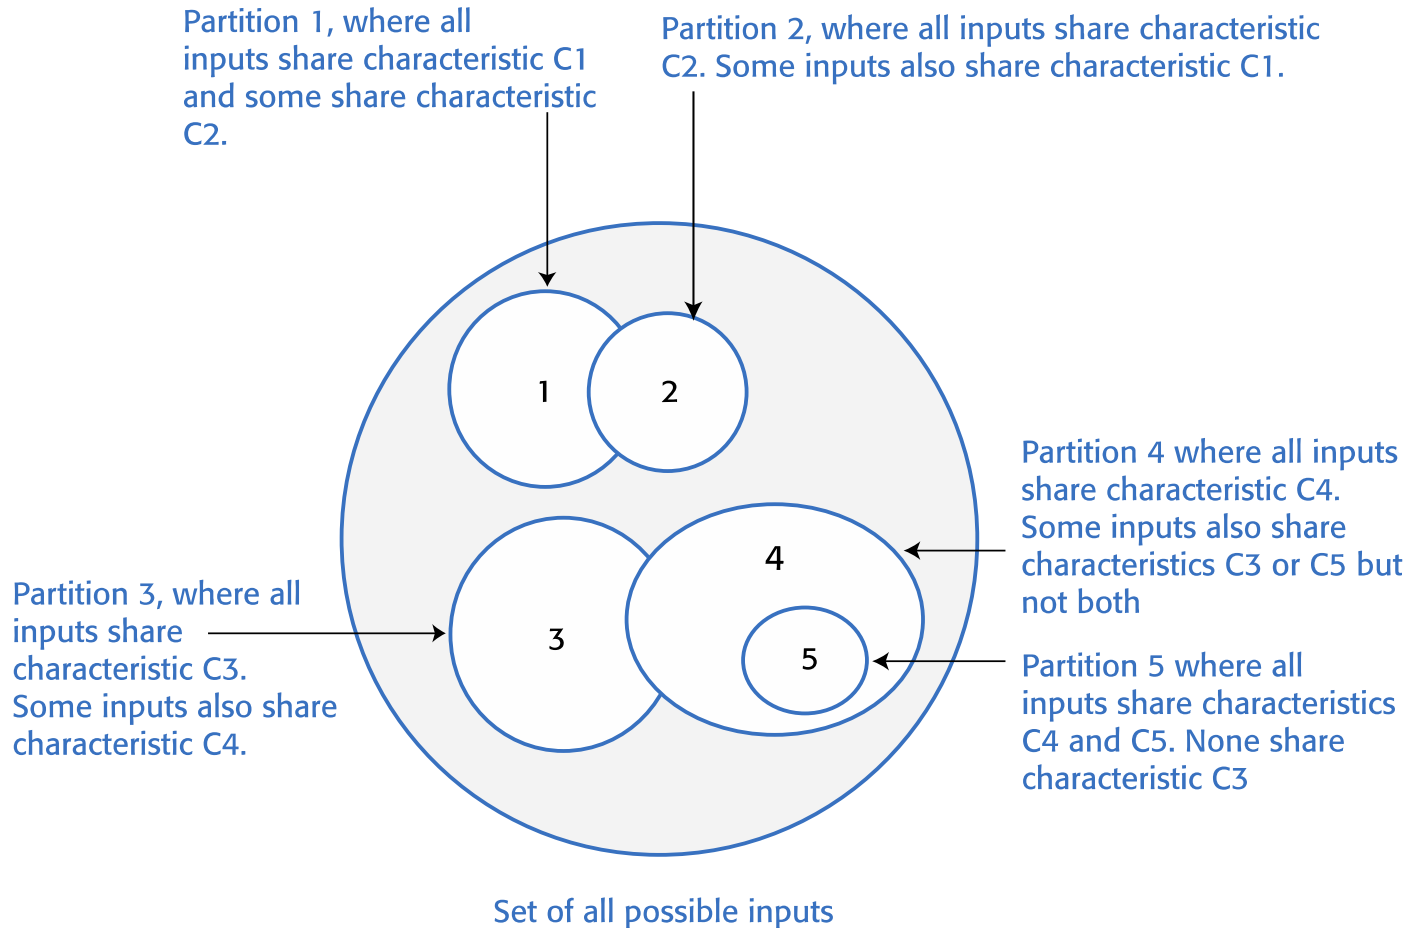 Partition 1, where all
inputs share characteristic C1
and some share characteristic
C2.
Partition 2, where all inputs share characteristic
C2. Some inputs also share characteristic C1.
1
2
Partition 4 where all inputs
share characteristic C4.
Some inputs also share
characteristics C3 or C5 but
not both
4
Partition 3, where all
inputs share
characteristic C3.
Some inputs also share
characteristic C4.
3
5
Partition 5 where all
inputs share characteristics
C4 and C5. None share
characteristic C3
Set of all possible inputs